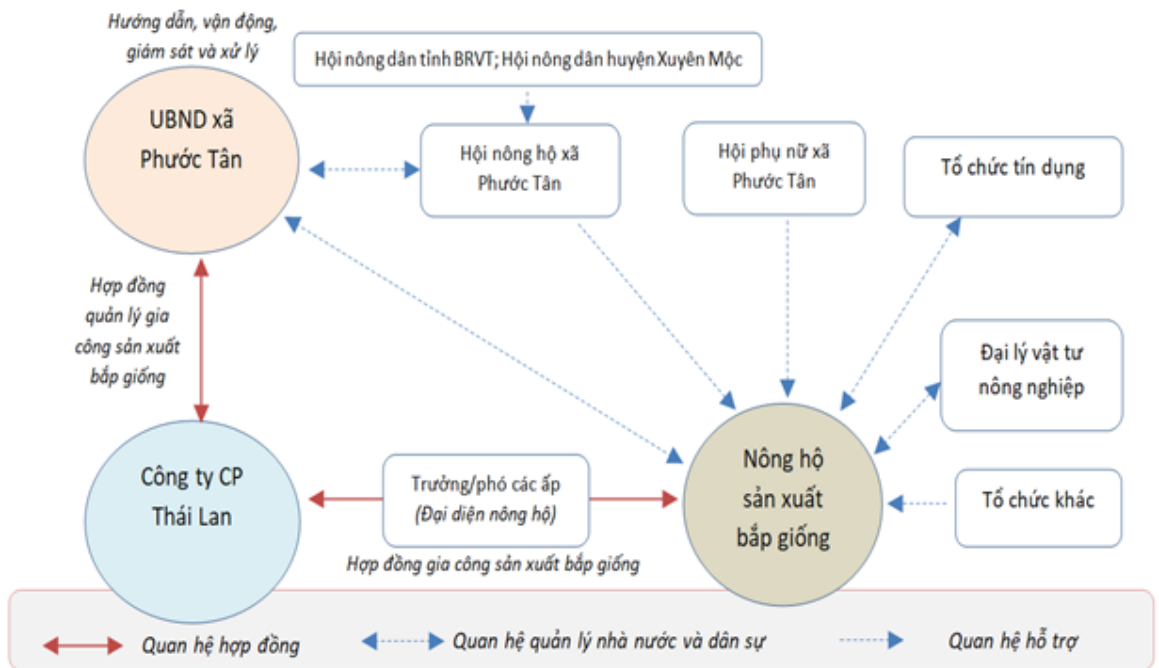 Hướng dẫn, vận động,
giám sát và xử lý
Hội nông dân tỉnh BRVT; Hội nông dân huyện Xuyên Mộc
UBND xã
Phước Tân
Hội nông hộ xã
Phước Tân
Hội phụ nữ xã
Phước Tân
Tổ chức tín dụng
Hợp đồng
quản lý gia
công sản xuất
bắp giống
Đại lý vật tư
nông nghiệp
Công ty CP
Thái Lan
Trưởng/phó các ấp
(Đại diện nông hộ)
Hợp đồng gia công sản xuất bắp giống
Nông hộ
sản xuất
bắp giống
Tổ chức khác
Quan hệ hợp đồng
Quan hệ quản lý nhà nước và dân sự
Quan hệ hỗ trợ